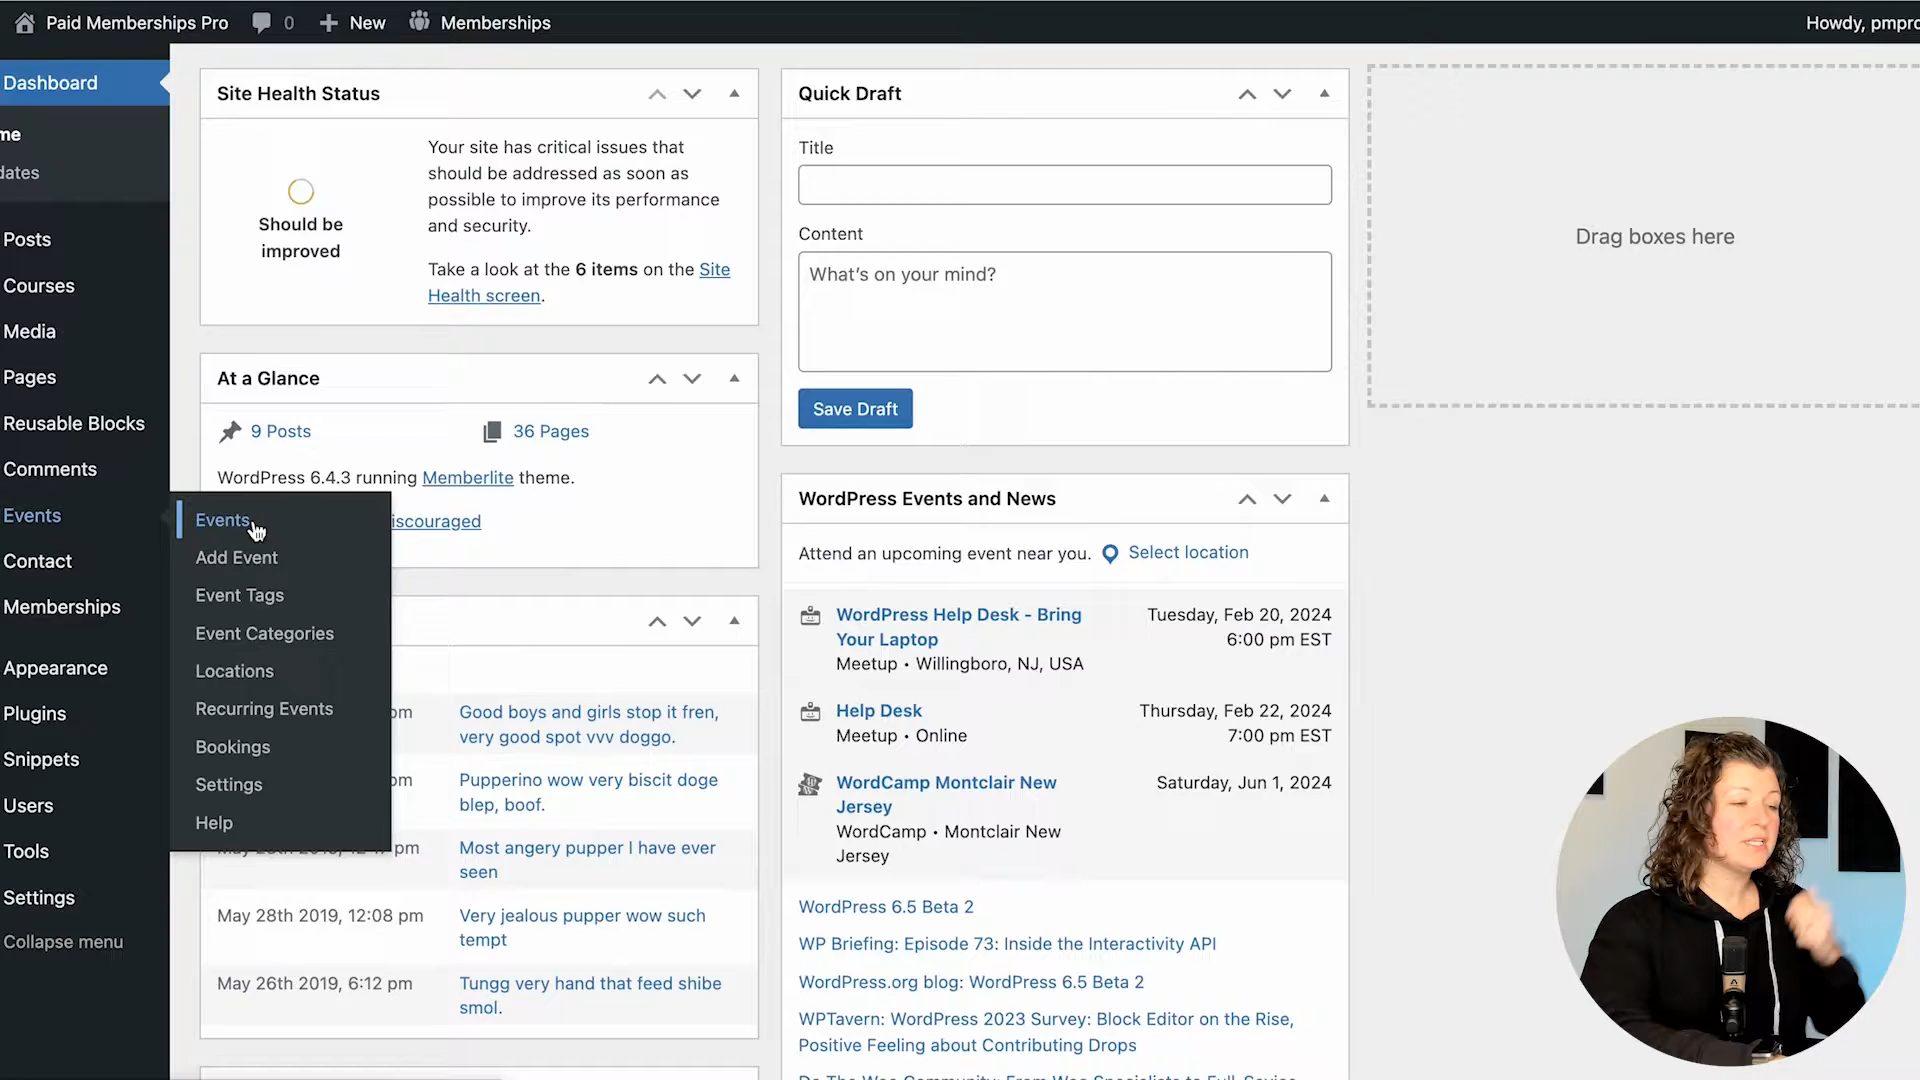 Paid Memberships Pro 0 New Memberships Howdy, pmpro
Dashboard
me
dates
Posts
Courses
Media
Pages
Reusable Blocks
Comments
Events
Contact
Memberships
Appearance
Plugins
Snippets
Users
Tools
Settings
Collapse menu
Events
Add Event
Event Tags
Event Categories
Locations
Recurring Events
Bookings
Settings
Help
Site Health Status
Should be
improved
Your site has critical issues that
should be addressed as soon as
possible to improve its performance
and security.
Take a look at the 6 items on the Site
Health screen.
At a Glance
9 Posts 36 Pages
WordPress 6.4.3 running Memberlite theme.
iscouraged
pm Good boys and girls stop it fren,
very good spot vvv doggo.
pm Pupperino wow very biscit doge
blep, boof.
pm Most angery pupper I have ever
seen
May 28th 2019, 12:08 pm Very jealous pupper wow such
tempt
May 26th 2019, 6:12 pm Tungg very hand that feed shibe
smol.
Quick Draft
Title
Content
What's on your mind?
Save Draft
WordPress Events and News
Attend an upcoming event near you. Select location
WordPress Help Desk - Bring Tuesday, Feb 20, 2024
Your Laptop 6:00 pm EST
Meetup • Willingboro, NJ, USA
Help Desk Thursday, Feb 22, 2024
Meetup • Online 7:00 pm EST
WordCamp Montclair New Saturday, Jun 1, 2024
Jersey
WordCamp • Montclair New
Jersey
WordPress 6.5 Beta 2
WP Briefing: Episode 73: Inside the Interactivity API
WordPress.org blog: WordPress 6.5 Beta 2
WPTavern: WordPress 2023 Survey: Block Editor on the Rise,
Positive Feeling about Contributing Drops
Drag boxes here